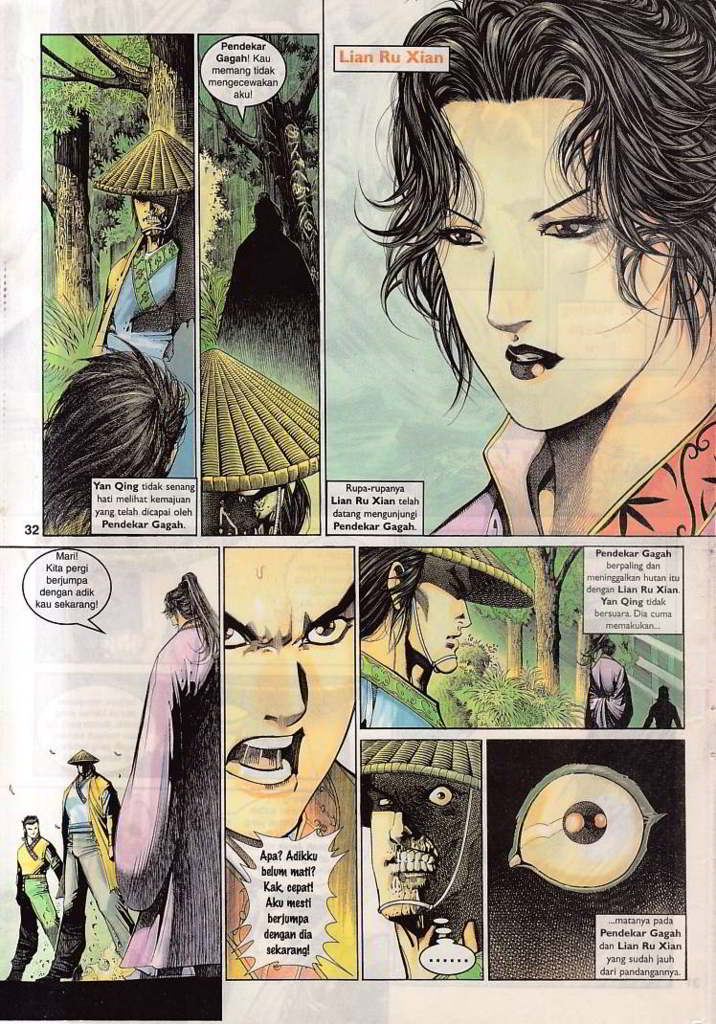 Pendekar
Gagah! Kau
memang tidak
mengecewakan
aku!
Lian Ru Xian
Yan Qing tidak senang
hati melihat kemajuan
yang telah dicapai oleh
Pendekar Gagah.
Rupa-rupanya
Lian Ru Xian telah
datang mengunjungi
Pendekar Gagah.
32
Mari!
Kita pergi
berjumpa
dengan adik
kau sekarang!
Apa? Adikku
belum mati?
Kak, cepat!
Aku mesti
berjumpa
dengan dia
sekarang!
Pendekar Gagah
berpaling dan
meninggalkan hutan itu
dengan Lian Ru Xian.
Yan Qing tidak
bersuara. Dia cuma
memakukan...
......
...matanya pada
Pendekar Gagah
dan Lian Ru Xian
yang sudah jauh
dari pandangannya.